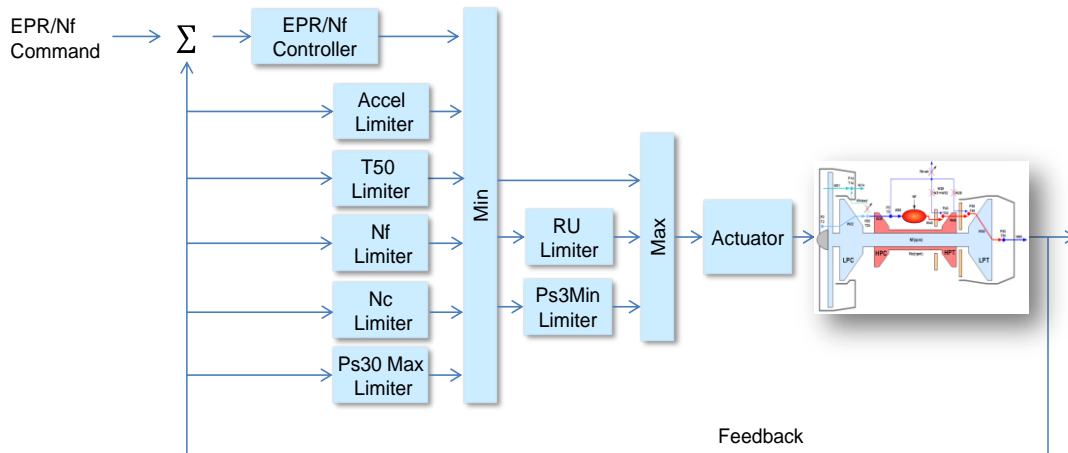 EPR/Nf
Command
Σ
EPR/Nf
Controller
Accel
Limiter
T50
Limiter
Nf
Limiter
Nc
Limiter
Ps30 Max
Limiter
Min
RU
Limiter
Ps3Min
Limiter
Max
Actuator
LPC
HPC
HPT
LPT
Feedback